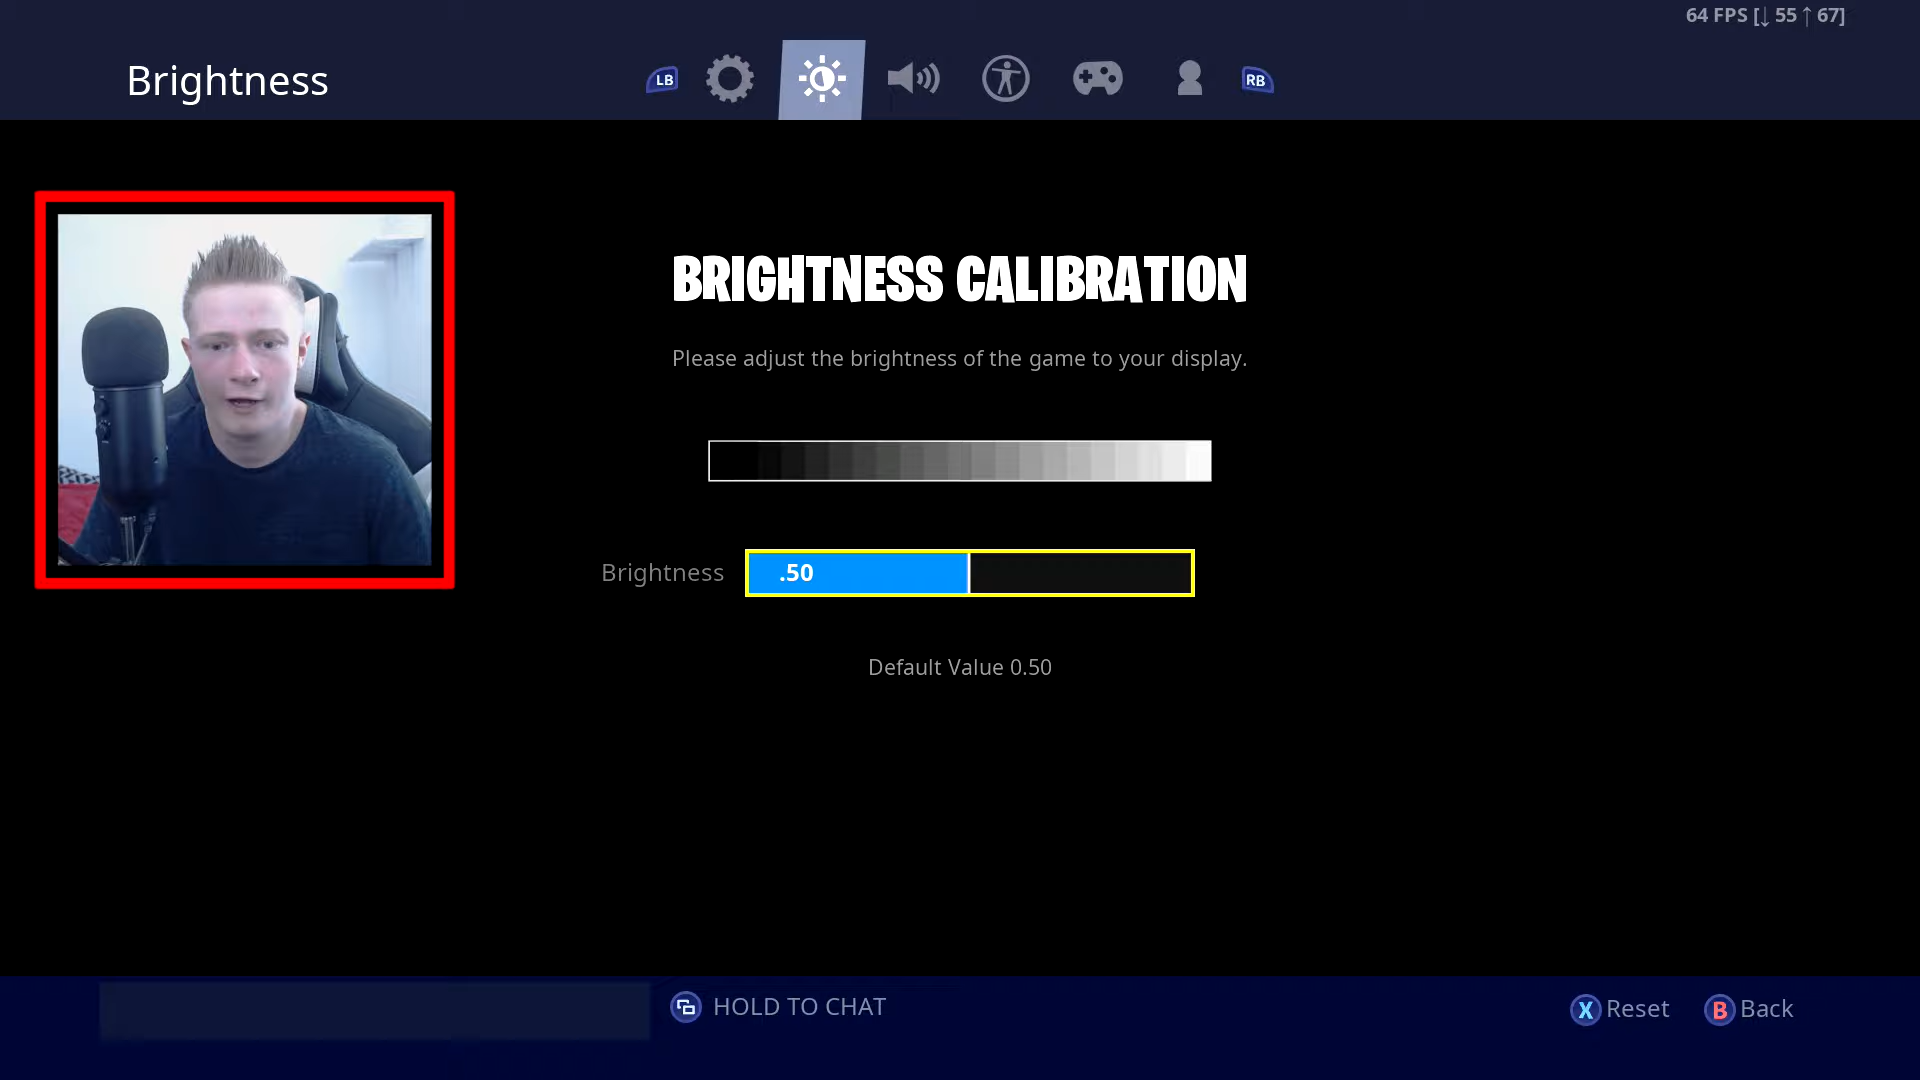 64 FPS [↓ 55 ↑ 67]
Brightness
LB
RB
BRIGHTNESS CALIBRATION
Please adjust the brightness of the game to your display.
Brightness
.50
Default Value 0.50
HOLD TO CHAT
X Reset
B Back